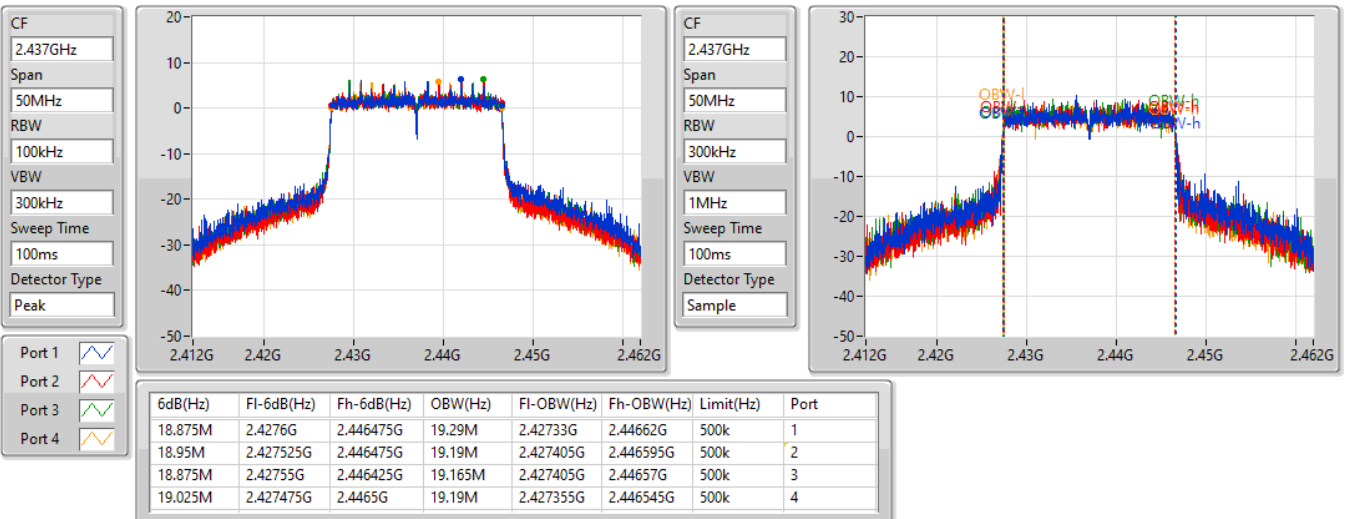 CF
2.437GHz
Span
50MHz
RBW
100kHz
VBW
300kHz
Sweep Time
100ms
Detector Type
Peak
20
10
0
-10
-20
-30
-40
-50
2.412G 2.42G 2.43G 2.44G 2.45G 2.462G
CF
2.437GHz
Span
50MHz
RBW
300kHz
VBW
1MHz
Sweep Time
100ms
Detector Type
Sample
30
20
10
0
-10
-20
-30
-40
-50
OBW-l
2.412G 2.42G 2.43G 2.44G 2.45G 2.462G
Port 1
Port 2
Port 3
Port 4
6dB(Hz) Fl-6dB(Hz) Fh-6dB(Hz) OBW(Hz) Fl-OBW(Hz) Fh-OBW(Hz) Limit(Hz) Port
18.875M 2.4276G 2.446475G 19.29M 2.42733G 2.44662G 500k 1
18.95M 2.427525G 2.446475G 19.19M 2.427405G 2.446595G 500k 2
18.875M 2.42755G 2.446425G 19.165M 2.427405G 2.44657G 500k 3
19.025M 2.427475G 2.4465G 19.19M 2.427355G 2.446545G 500k 4